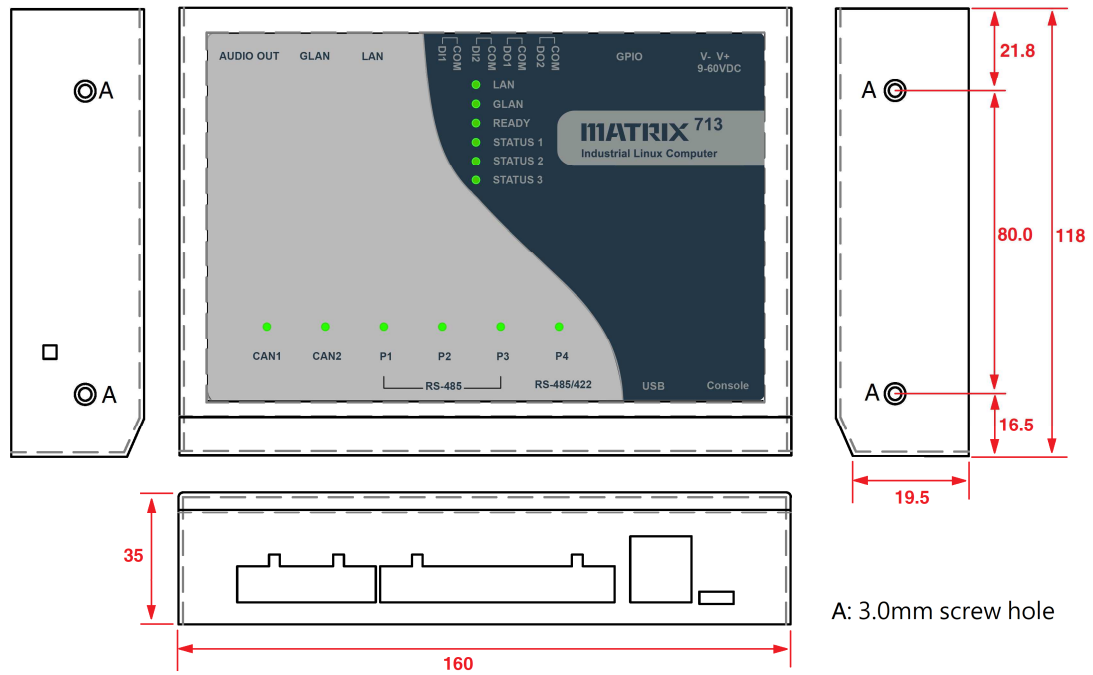 AUDIO OUT GLAN LAN DI1 COM DI2 COM DO1 COM DO2 COM GPIO V- V+
9-60VDC
LAN
GLAN
READY
STATUS 1
STATUS 2
STATUS 3
MATRIX 713
Industrial Linux Computer
CAN1 CAN2 P1 P2 P3 P4
RS-485 RS-485/422 USB Console
A
A
A
A
21.8
80.0
118
16.5
19.5
35
160
A: 3.0mm screw hole